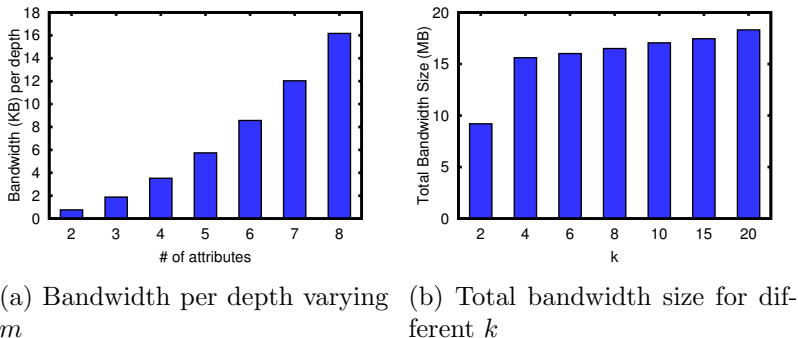 18
16
14
12
10
8
6
4
2
0
Bandwidth (KB) per depth
2 3 4 5 6 7 8
# of attributes
20
15
10
5
0
Total Bandwidth Size (MB)
2 4 6 8 10 15 20
k
(a) Bandwidth per depth varying
m
(b) Total bandwidth size for dif-
ferent k